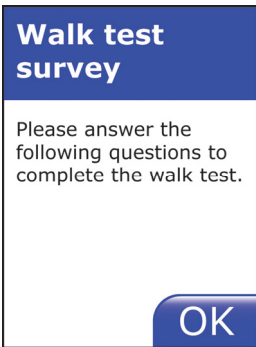 Walk test
survey
Please answer the
following questions to
complete the walk test.
OK